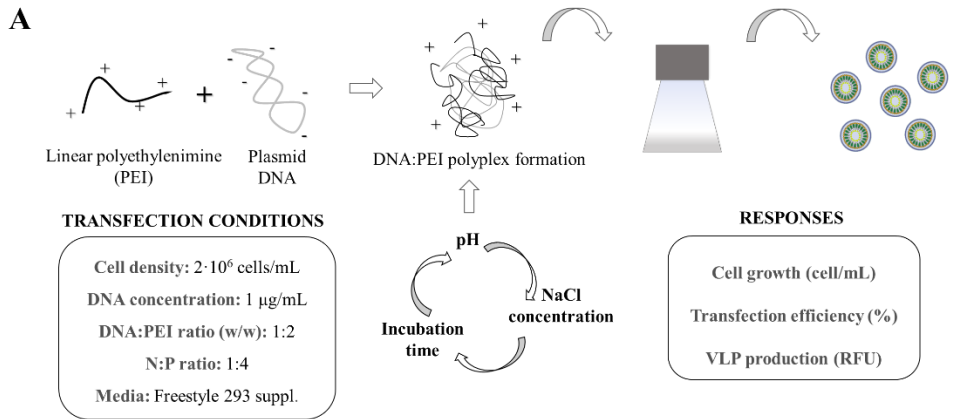 A
+
+
+
+
+
-
-
-
-
-
+
+
+
+
Linear polyethylenimine
(PEI)
Plasmid
DNA
DNA:PEI polyplex formation
TRANSFECTION CONDITIONS
Cell density: 2·10⁶ cells/mL
DNA concentration: 1 µg/mL
DNA:PEI ratio (w/w): 1:2
N:P ratio: 1:4
Media: Freestyle 293 suppl.
pH
NaCl
concentration
Incubation
time
RESPONSES
Cell growth (cell/mL)
Transfection efficiency (%)
VLP production (RFU)